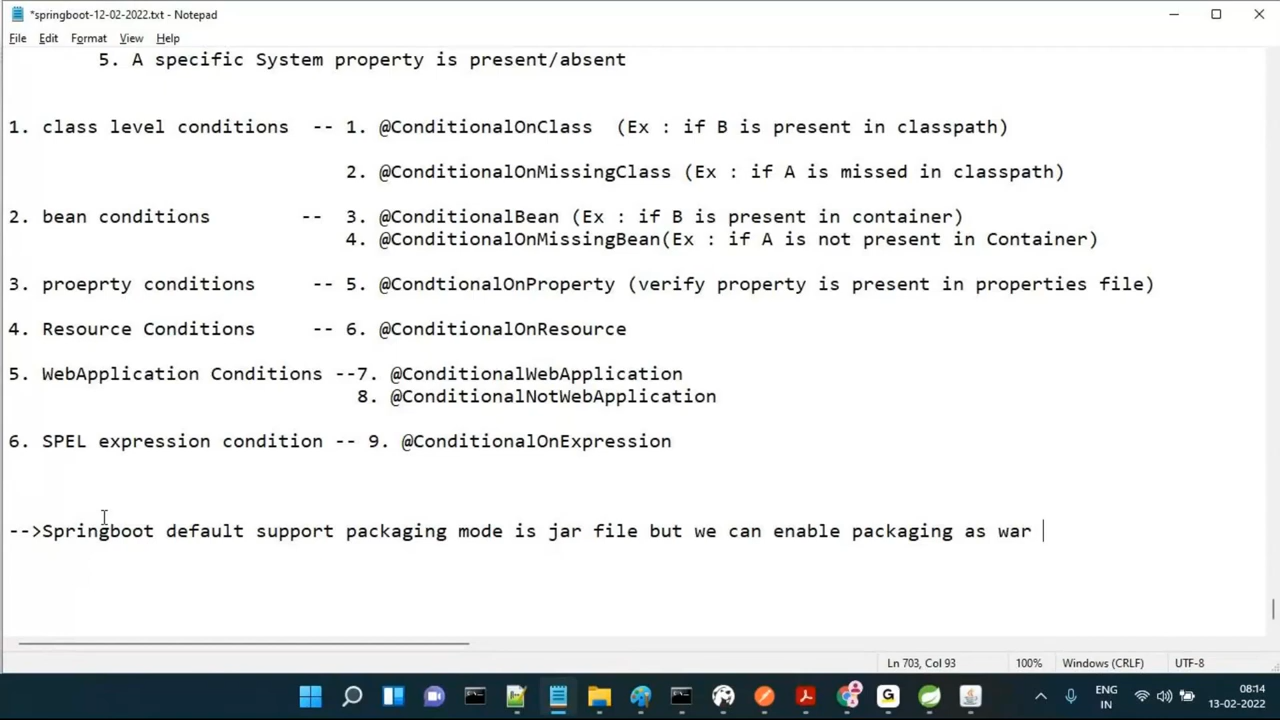 *springboot-12-02-2022.txt - Notepad
File Edit Format View Help
5. A specific System property is present/absent
1. class level conditions -- 1. @ConditionalOnClass (Ex : if B is present in classpath)
2. @ConditionalOnMissingClass (Ex : if A is missed in classpath)
2. bean conditions -- 3. @ConditionalBean (Ex : if B is present in container)
4. @ConditionalOnMissingBean(Ex : if A is not present in Container)
3. proeprty conditions -- 5. @CondtionalOnProperty (verify property is present in properties file)
4. Resource Conditions -- 6. @ConditionalOnResource
5. WebApplication Conditions --7. @ConditionalWebApplication
8. @ConditionalNotWebApplication
6. SPEL expression condition -- 9. @ConditionalOnExpression
-->Springboot default support packaging mode is jar file but we can enable packaging as war
Ln 703, Col 93 100% Windows (CRLF) UTF-8
ENG 08:14
IN 13-02-2022